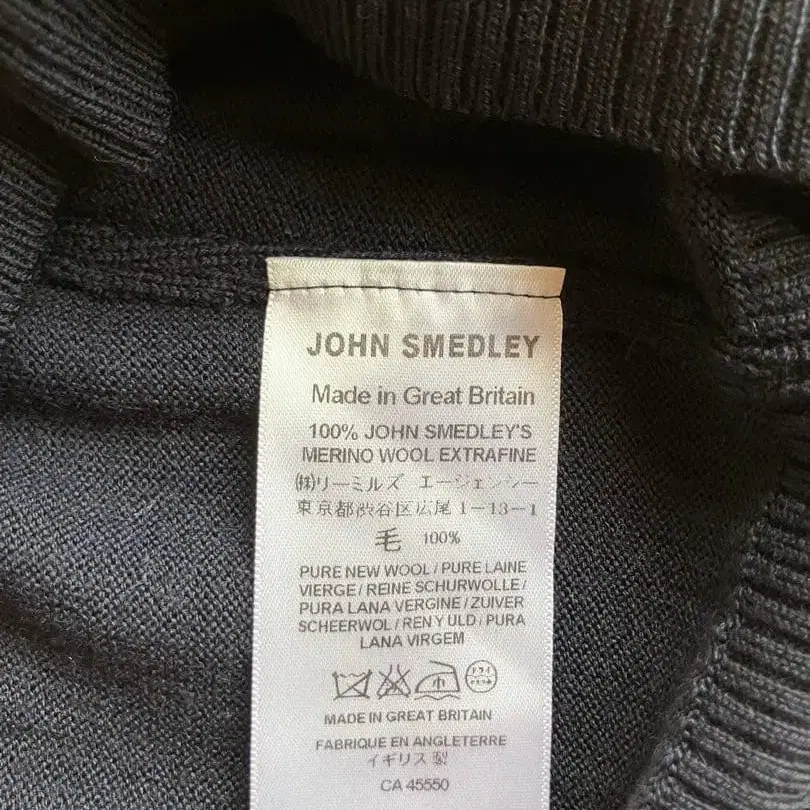 JOHN SMEDLEY
Made in Great Britain
100% JOHN SMEDLEY'S
MERINO WOOL EXTRAFINE
㈱リーミルズ エージェンシー
東京都渋谷区広尾1-13-1
毛 100%
PURE NEW WOOL / PURE LAINE
VIERGE / REINE SCHURWOLLE /
PURA LANA VERGINE / ZUIVER
SCHEERWOL / REN Y ULD / PURA
LANA VIRGEM
ドライ
MADE IN GREAT BRITAIN
FABRIQUE EN ANGLETERRE
イギリス製
CA 45550